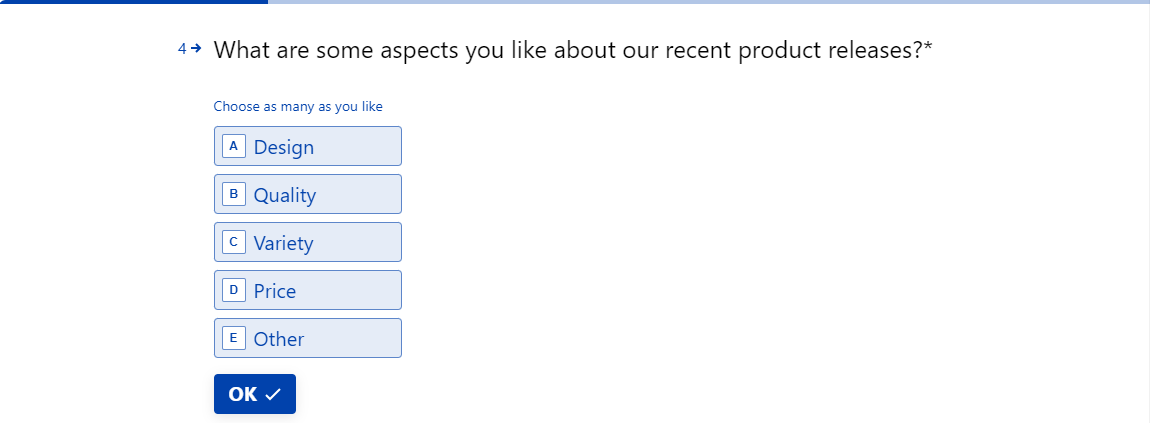 4→ What are some aspects you like about our recent product releases?*
Choose as many as you like
A Design
B Quality
C Variety
D Price
E Other
OK ✓